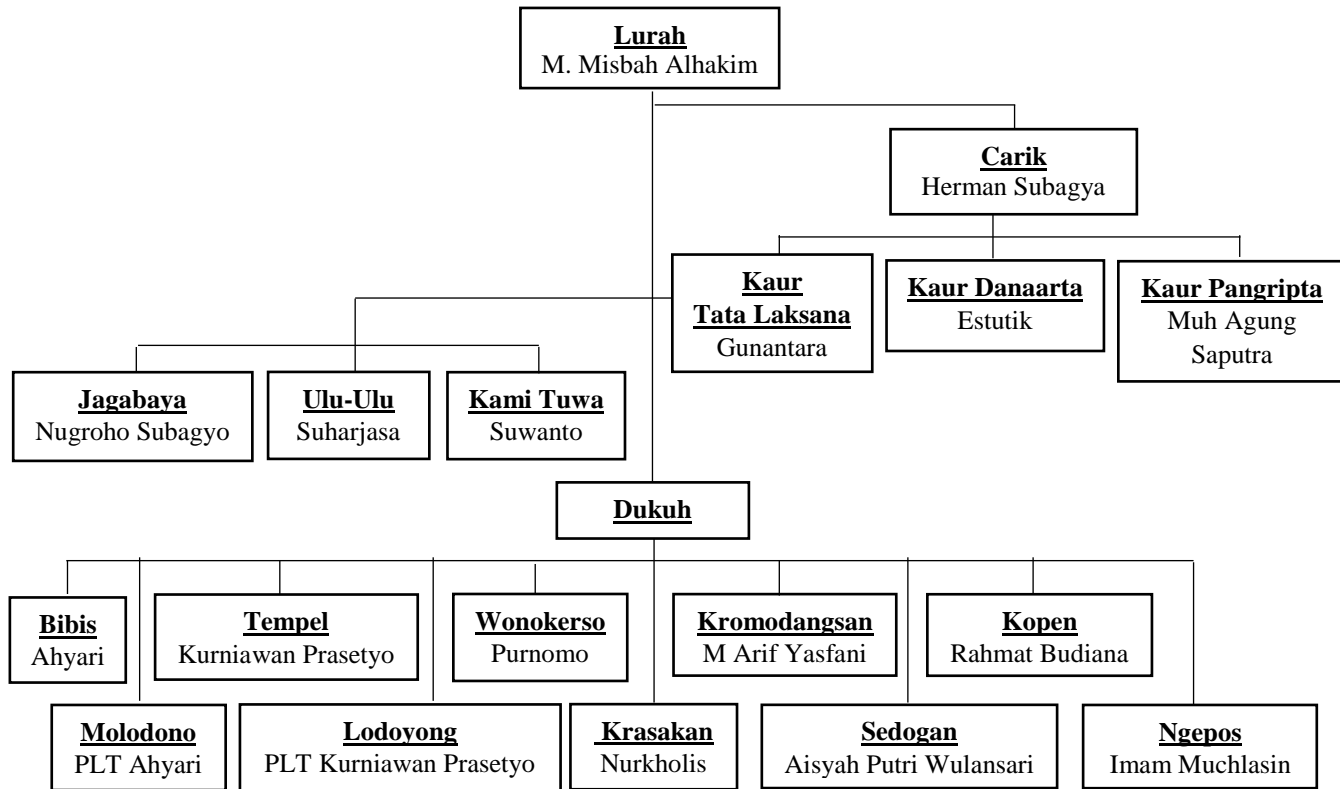 Lurah
M. Misbah Alhakim
Carik
Herman Subagya
Kaur
Tata Laksana
Gunantara
Kaur Danaarta
Estutik
Kaur Pangripta
Muh Agung
Saputra
Jagabaya
Nugroho Subagyo
Ulu-Ulu
Suharjasa
Kami Tuwa
Suwanto
Dukuh
Bibis
Ahyari
Tempel
Kurniawan Prasetyo
Wonokerso
Purnomo
Kromodangsan
M Arif Yasfani
Kopen
Rahmat Budiana
Molodono
PLT Ahyari
Lodoyong
PLT Kurniawan Prasetyo
Krasakan
Nurkholis
Sedogan
Aisyah Putri Wulansari
Ngepos
Imam Muchlasin